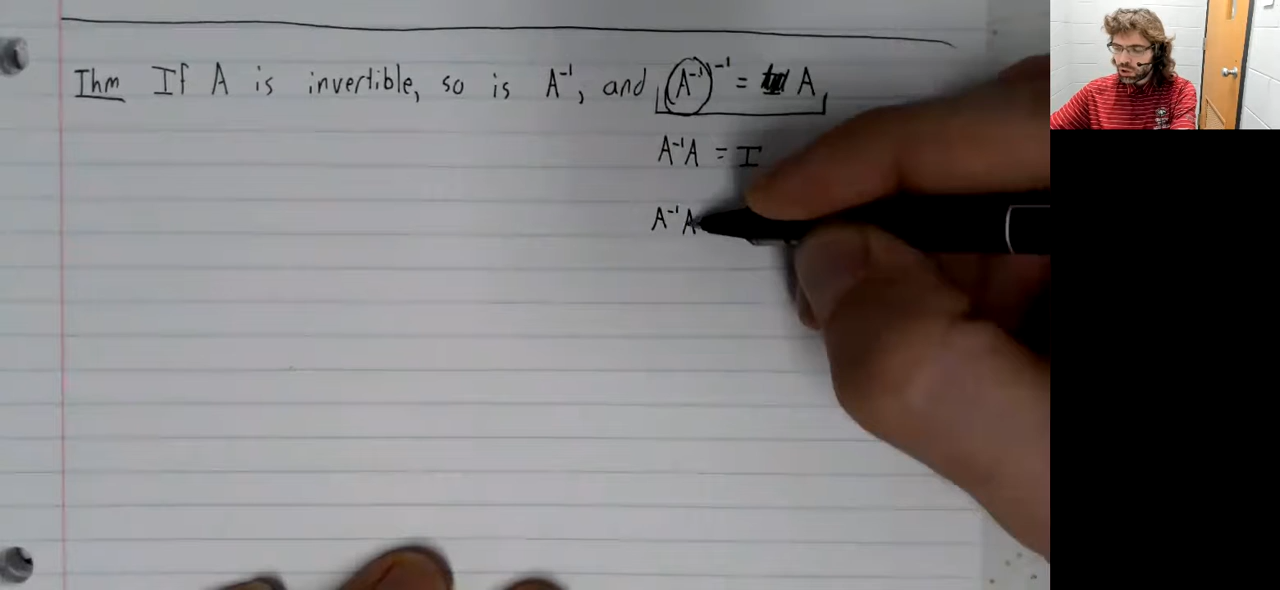 Thm If A is invertible, so is A⁻¹, and (A⁻¹)⁻¹ = A
A⁻¹A = I
A⁻¹A